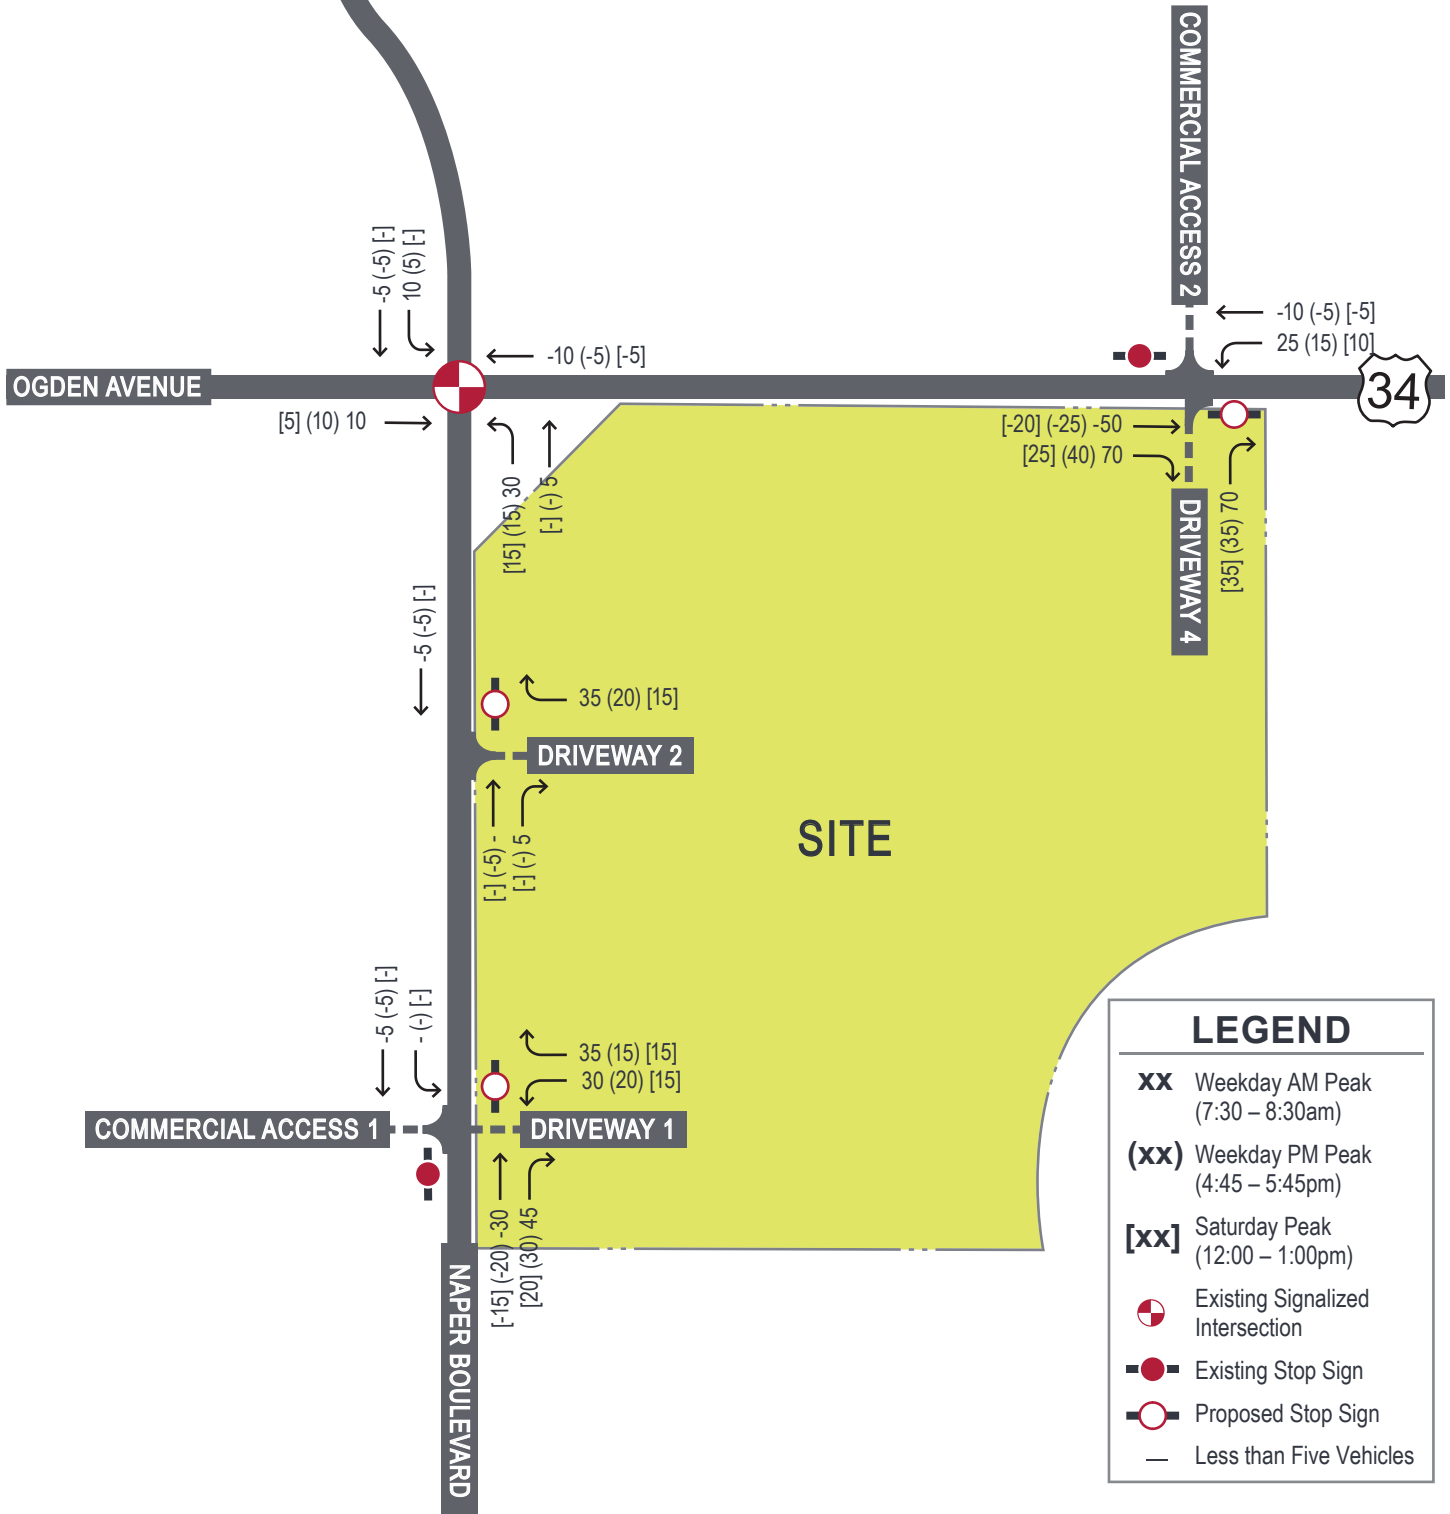 COMMERCIAL ACCESS 2
-5 (-5) [-]
10 (5) [-]
-10 (-5) [-5]
25 (15) [10]
-10 (-5) [-5]
OGDEN AVENUE
34
[5] (10) 10
[15] (15) 30
[-] (-) 5
[-20] (-25) -50
[25] (40) 70
[35] (35) 70
DRIVEWAY 4
-5 (-5) [-]
35 (20) [15]
DRIVEWAY 2
[-] (-5) -
[-] (-) 5
SITE
-5 (-5) [-]
- (-) [-]
35 (15) [15]
30 (20) [15]
COMMERCIAL ACCESS 1
DRIVEWAY 1
[-15] (-20) -30
[20] (30) 45
NAPER BOULEVARD
LEGEND
xx Weekday AM Peak
(7:30 – 8:30am)
(xx) Weekday PM Peak
(4:45 – 5:45pm)
[xx] Saturday Peak
(12:00 – 1:00pm)
Existing Signalized
Intersection
Existing Stop Sign
Proposed Stop Sign
— Less than Five Vehicles